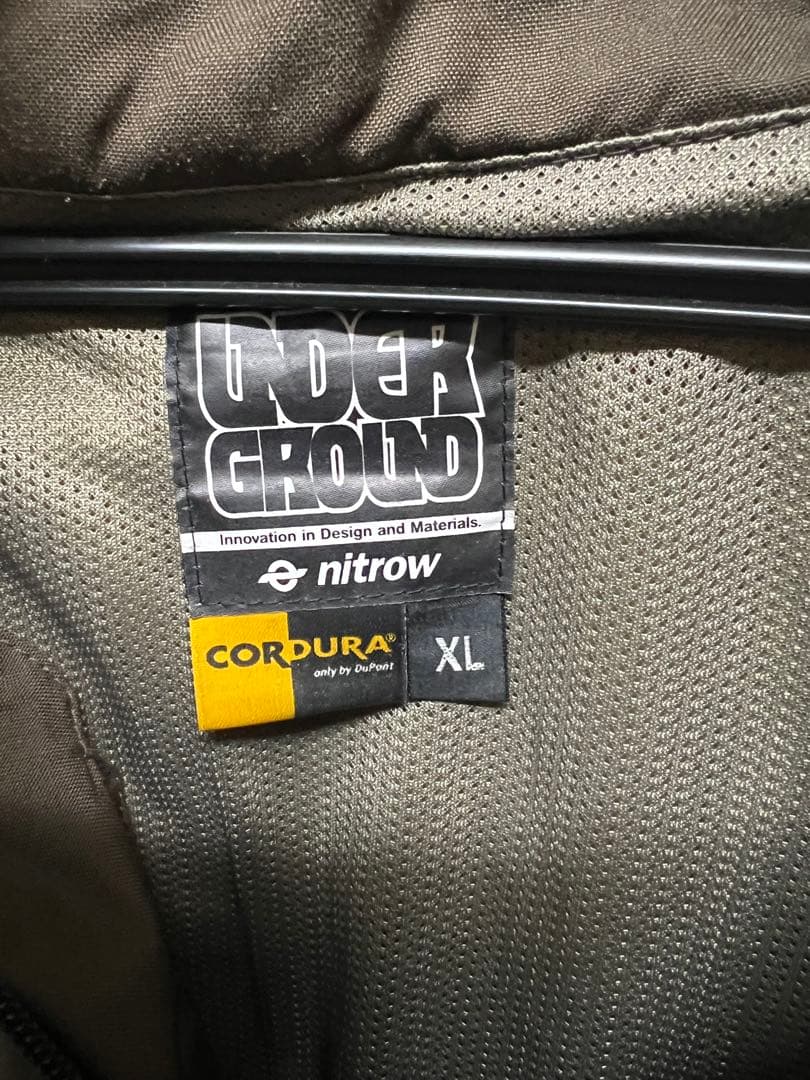 UNDER
GROUND
Innovation in Design and Materials.
nitrow
CORDURA®
only by DuPont
XL